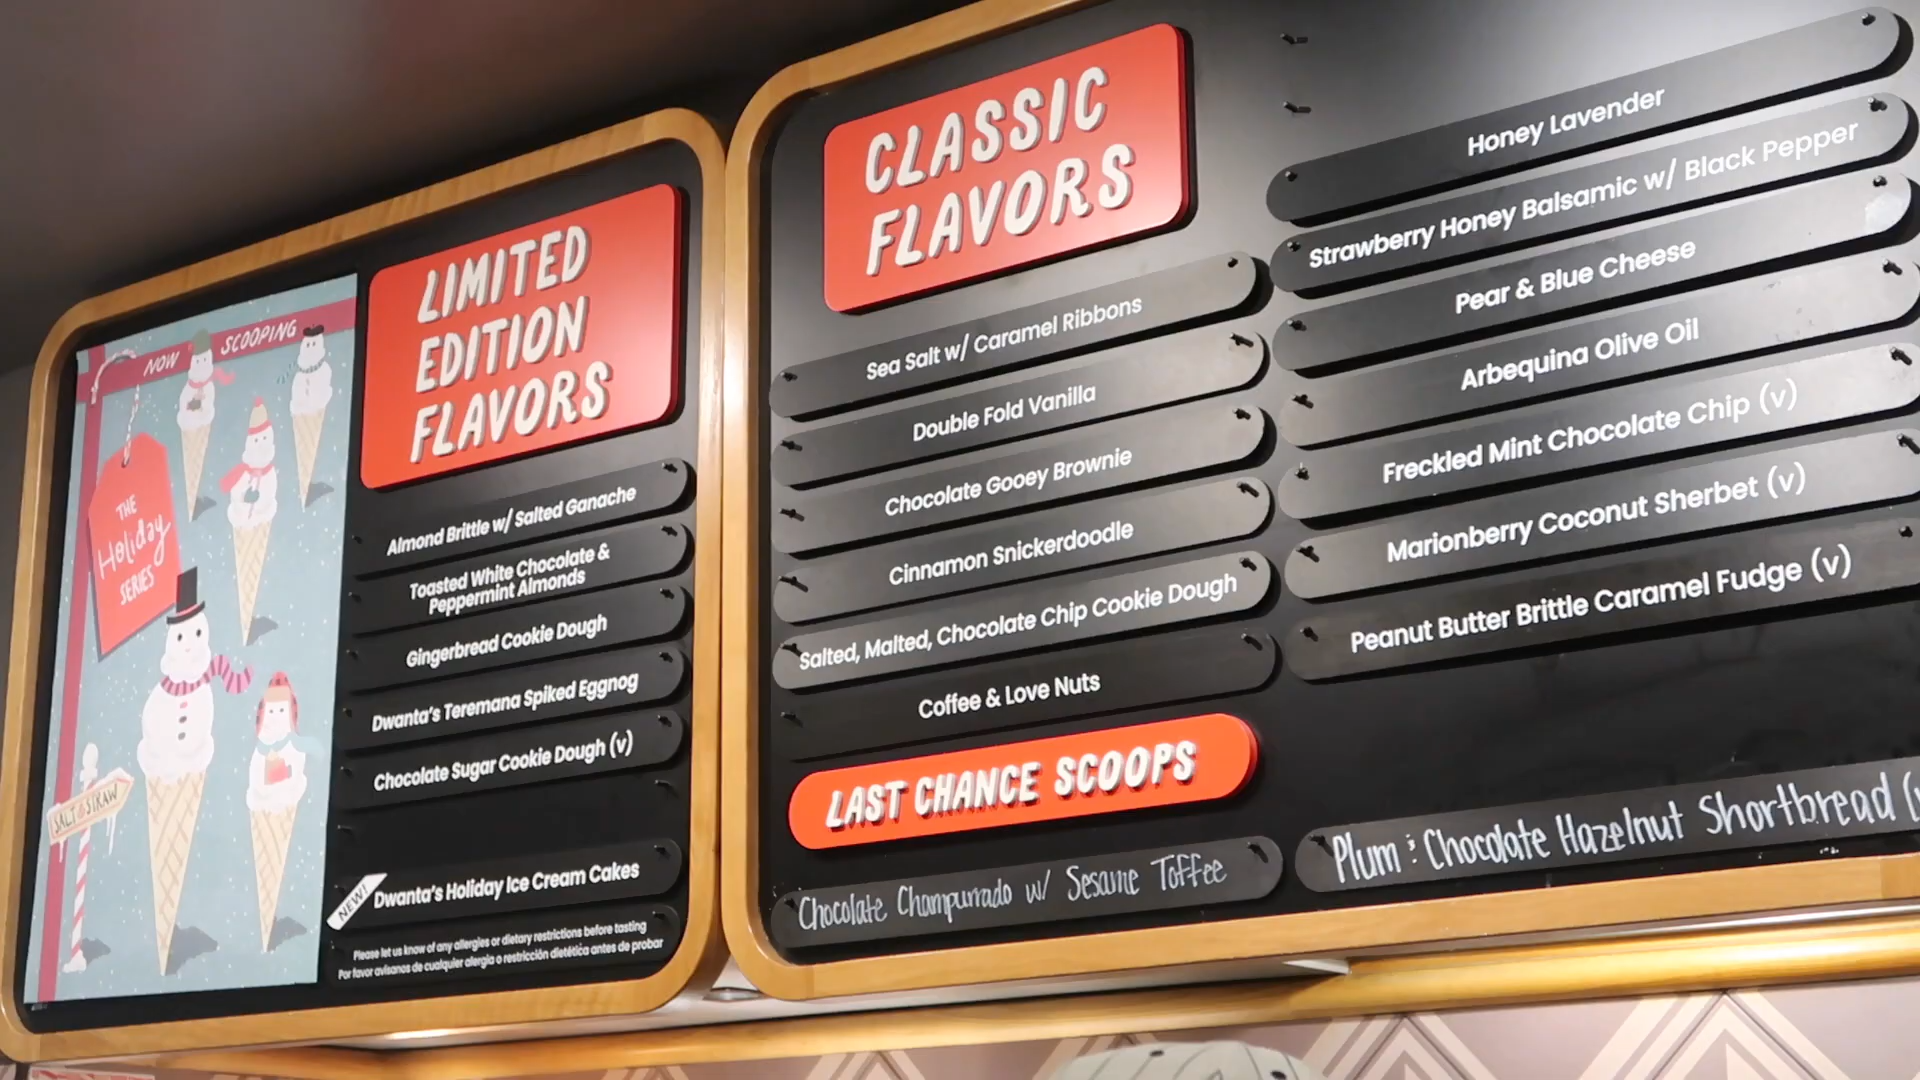 NOW SCOOPING
THE
Holiday
SERIES
SALT & STRAW
LIMITED
EDITION
FLAVORS
Almond Brittle w/ Salted Ganache
Toasted White Chocolate &
Peppermint Almonds
Gingerbread Cookie Dough
Dwanta's Teremana Spiked Eggnog
Chocolate Sugar Cookie Dough (v)
NEW!
Dwanta's Holiday Ice Cream Cakes
Please let us know of any allergies or dietary restrictions before tasting
Por favor avisanos de cualquier alergia o restricción dietética antes de probar
CLASSIC
FLAVORS
Sea Salt w/ Caramel Ribbons
Double Fold Vanilla
Chocolate Gooey Brownie
Cinnamon Snickerdoodle
Salted, Malted, Chocolate Chip Cookie Dough
Coffee & Love Nuts
Honey Lavender
Strawberry Honey Balsamic w/ Black Pepper
Pear & Blue Cheese
Arbequina Olive Oil
Freckled Mint Chocolate Chip (v)
Marionberry Coconut Sherbet (v)
Peanut Butter Brittle Caramel Fudge (v)
LAST CHANCE SCOOPS
Chocolate Champurrado w/ Sesame Toffee
Plum & Chocolate Hazelnut Shortbread (v